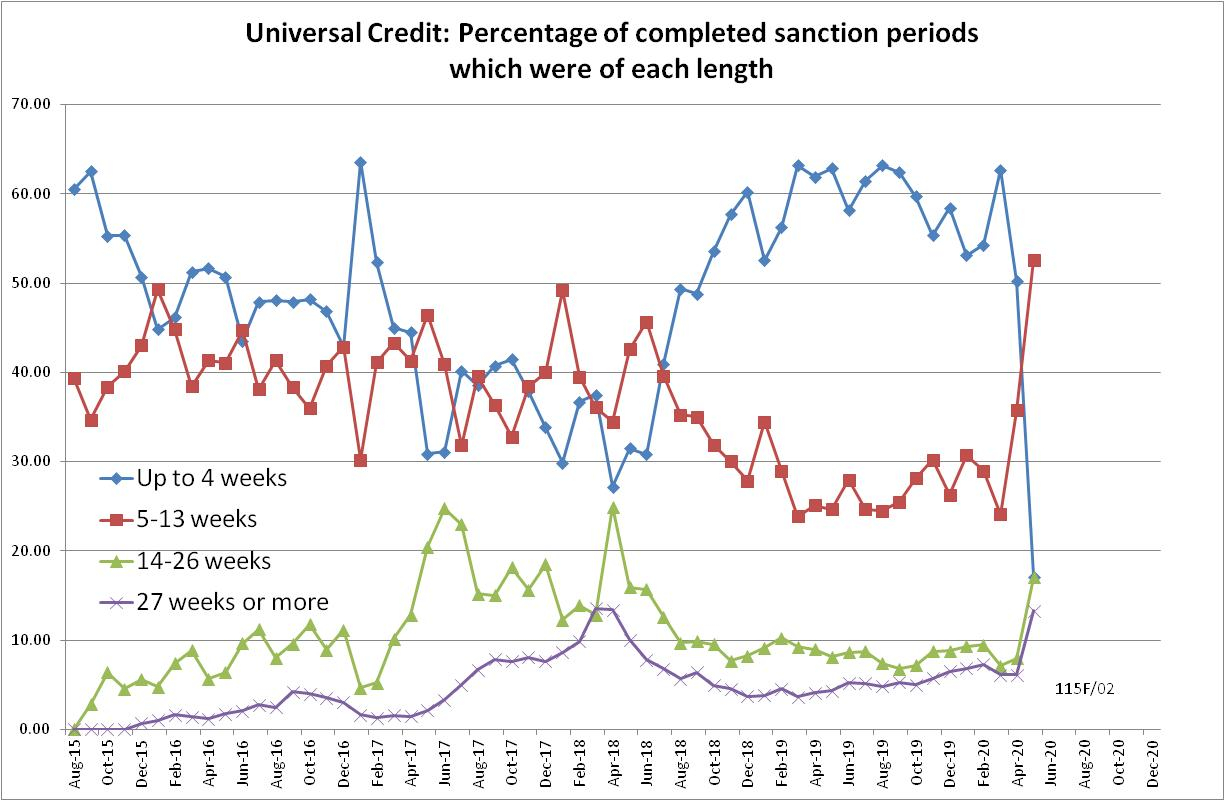 Universal Credit: Percentage of completed sanction periods
which were of each length
70.00
60.00
50.00
40.00
30.00
20.00
10.00
0.00
Up to 4 weeks
5-13 weeks
14-26 weeks
27 weeks or more
115F/02
Aug-15
Oct-15
Dec-15
Feb-16
Apr-16
Jun-16
Aug-16
Oct-16
Dec-16
Feb-17
Apr-17
Jun-17
Aug-17
Oct-17
Dec-17
Feb-18
Apr-18
Jun-18
Aug-18
Oct-18
Dec-18
Feb-19
Apr-19
Jun-19
Aug-19
Oct-19
Dec-19
Feb-20
Apr-20
Jun-20
Aug-20
Oct-20
Dec-20